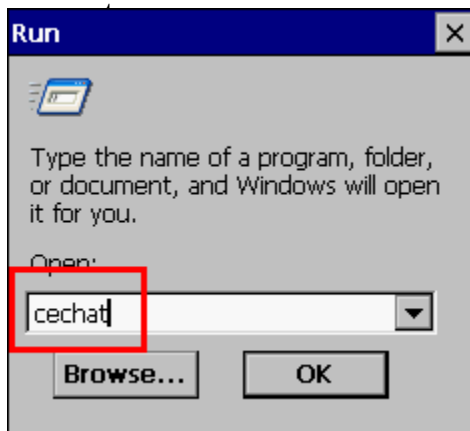 Run
Type the name of a program, folder,
or document, and Windows will open
it for you.
Open:
cechat
Browse...
OK